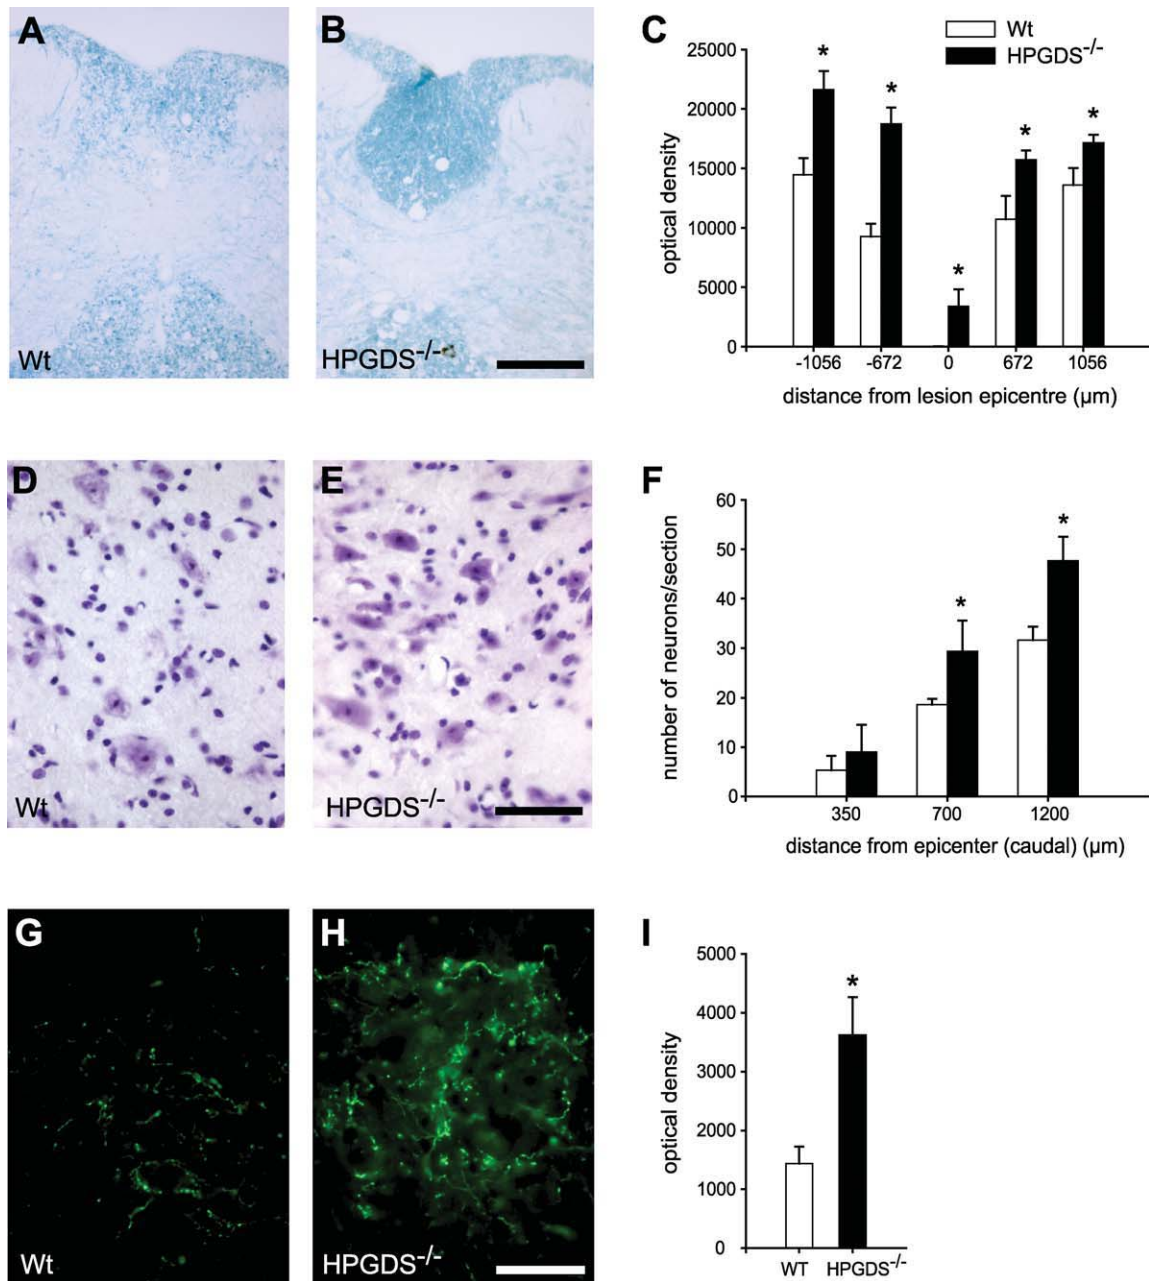 A
Wt
B
HPGDS-/-
C
Wt
HPGDS-/-
optical density
25000
20000
15000
10000
5000
0
*
*
*
*
*
-1056 -672 0 672 1056
distance from lesion epicentre (µm)
D
Wt
E
HPGDS-/-
F
number of neurons/section
60
50
40
30
20
10
0
*
*
350 700 1200
distance from epicenter (caudal) (µm)
G
Wt
H
HPGDS-/-
I
optical density
5000
4000
3000
2000
1000
0
*
WT HPGDS-/-